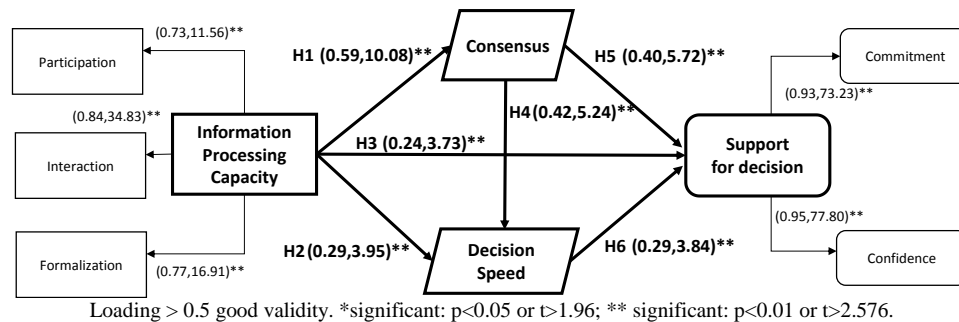 (0.73,11.56)**
Participation
H1 (0.59,10.08)**
Consensus
H5 (0.40,5.72)**
Commitment
(0.93,73.23)**
(0.84,34.83)**
H4(0.42,5.24)**
Information
Processing
Capacity
H3 (0.24,3.73)**
Support
for decision
Interaction
(0.95,77.80)**
H2(0.29,3.95)**
Decision
Speed
H6 (0.29,3.84)**
Formalization
(0.77,16.91)**
Confidence
Loading > 0.5 good validity. *significant: p<0.05 or t>1.96; ** significant: p<0.01 or t>2.576.